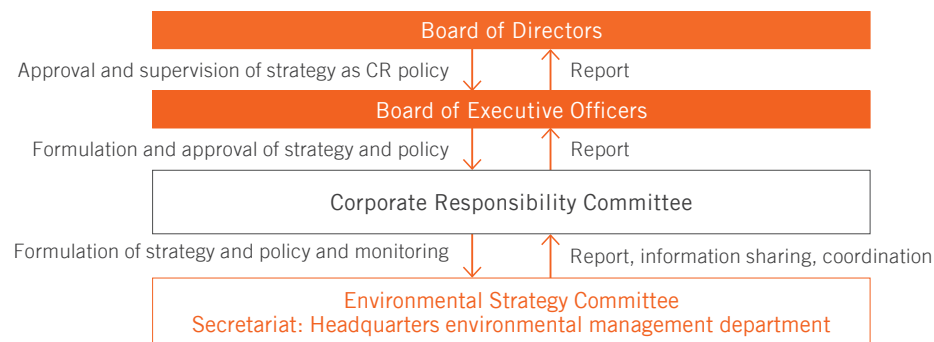 Board of Directors
Approval and supervision of strategy as CR policy
Report
Board of Executive Officers
Formulation and approval of strategy and policy
Report
Corporate Responsibility Committee
Formulation of strategy and policy and monitoring
Report, information sharing, coordination
Environmental Strategy Committee
Secretariat: Headquarters environmental management department